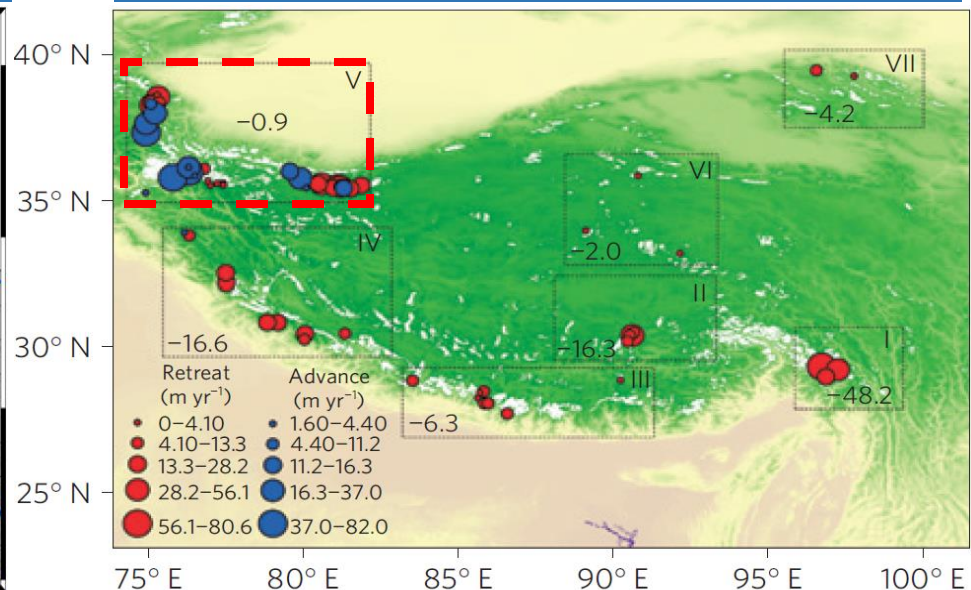 40° N
35° N
30° N
25° N
V
−0.9
VII
−4.2
VI
−2.0
IV
−16.6
II
−16.3
III
−6.3
I
−48.2
Retreat
(m yr⁻¹)
0–4.10
4.10–13.3
13.3–28.2
28.2–56.1
56.1–80.6
Advance
(m yr⁻¹)
1.60–4.40
4.40–11.2
11.2–16.3
16.3–37.0
37.0–82.0
75° E 80° E 85° E 90° E 95° E 100° E